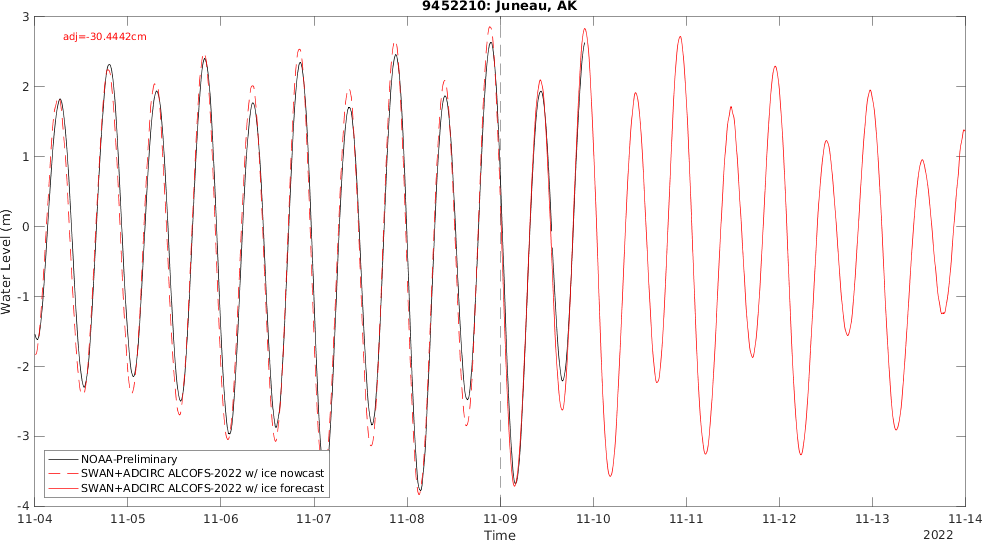 9452210: Juneau, AK
adj=-30.4442cm
Water Level (m)
3
2
1
0
-1
-2
-3
-4
NOAA-Preliminary
SWAN+ADCIRC ALCOFS-2022 w/ ice nowcast
SWAN+ADCIRC ALCOFS-2022 w/ ice forecast
11-04 11-05 11-06 11-07 11-08 11-09 11-10 11-11 11-12 11-13 11-14
Time
2022